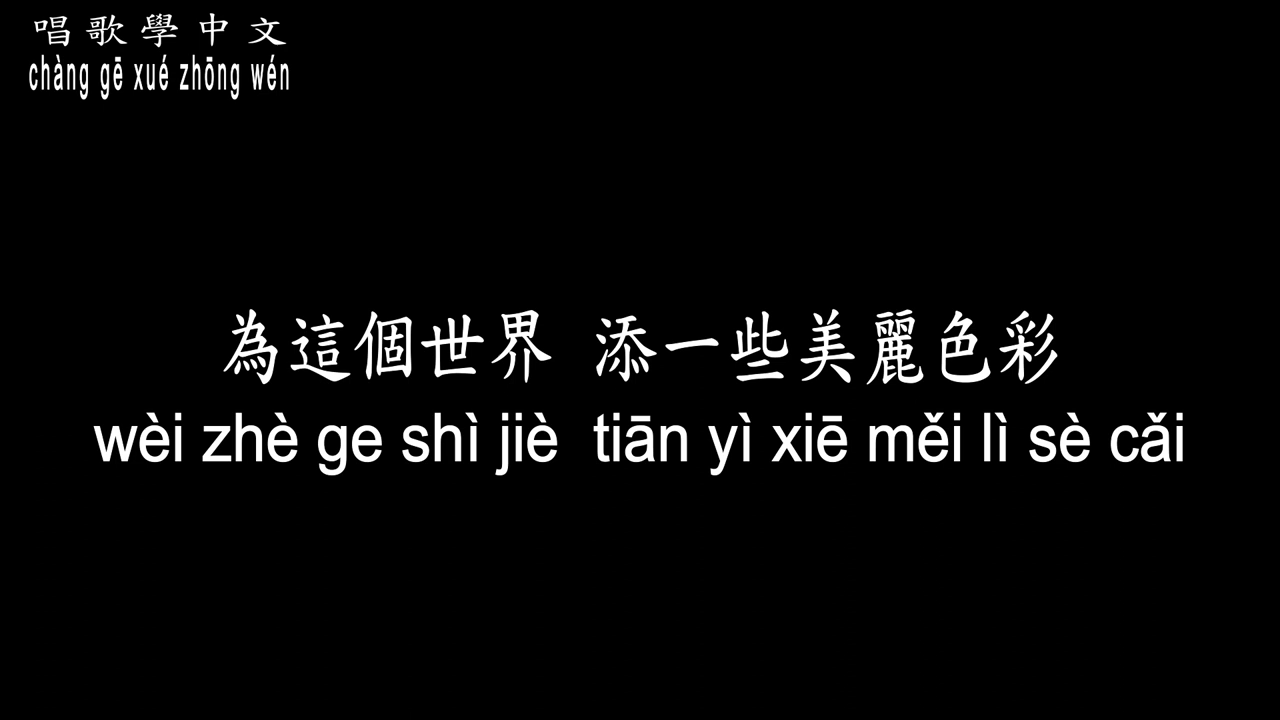 唱歌學中文
chàng gē xué zhōng wén
為這個世界 添一些美麗色彩
wèi zhè ge shì jiè tiān yì xiē měi lì sè cǎi